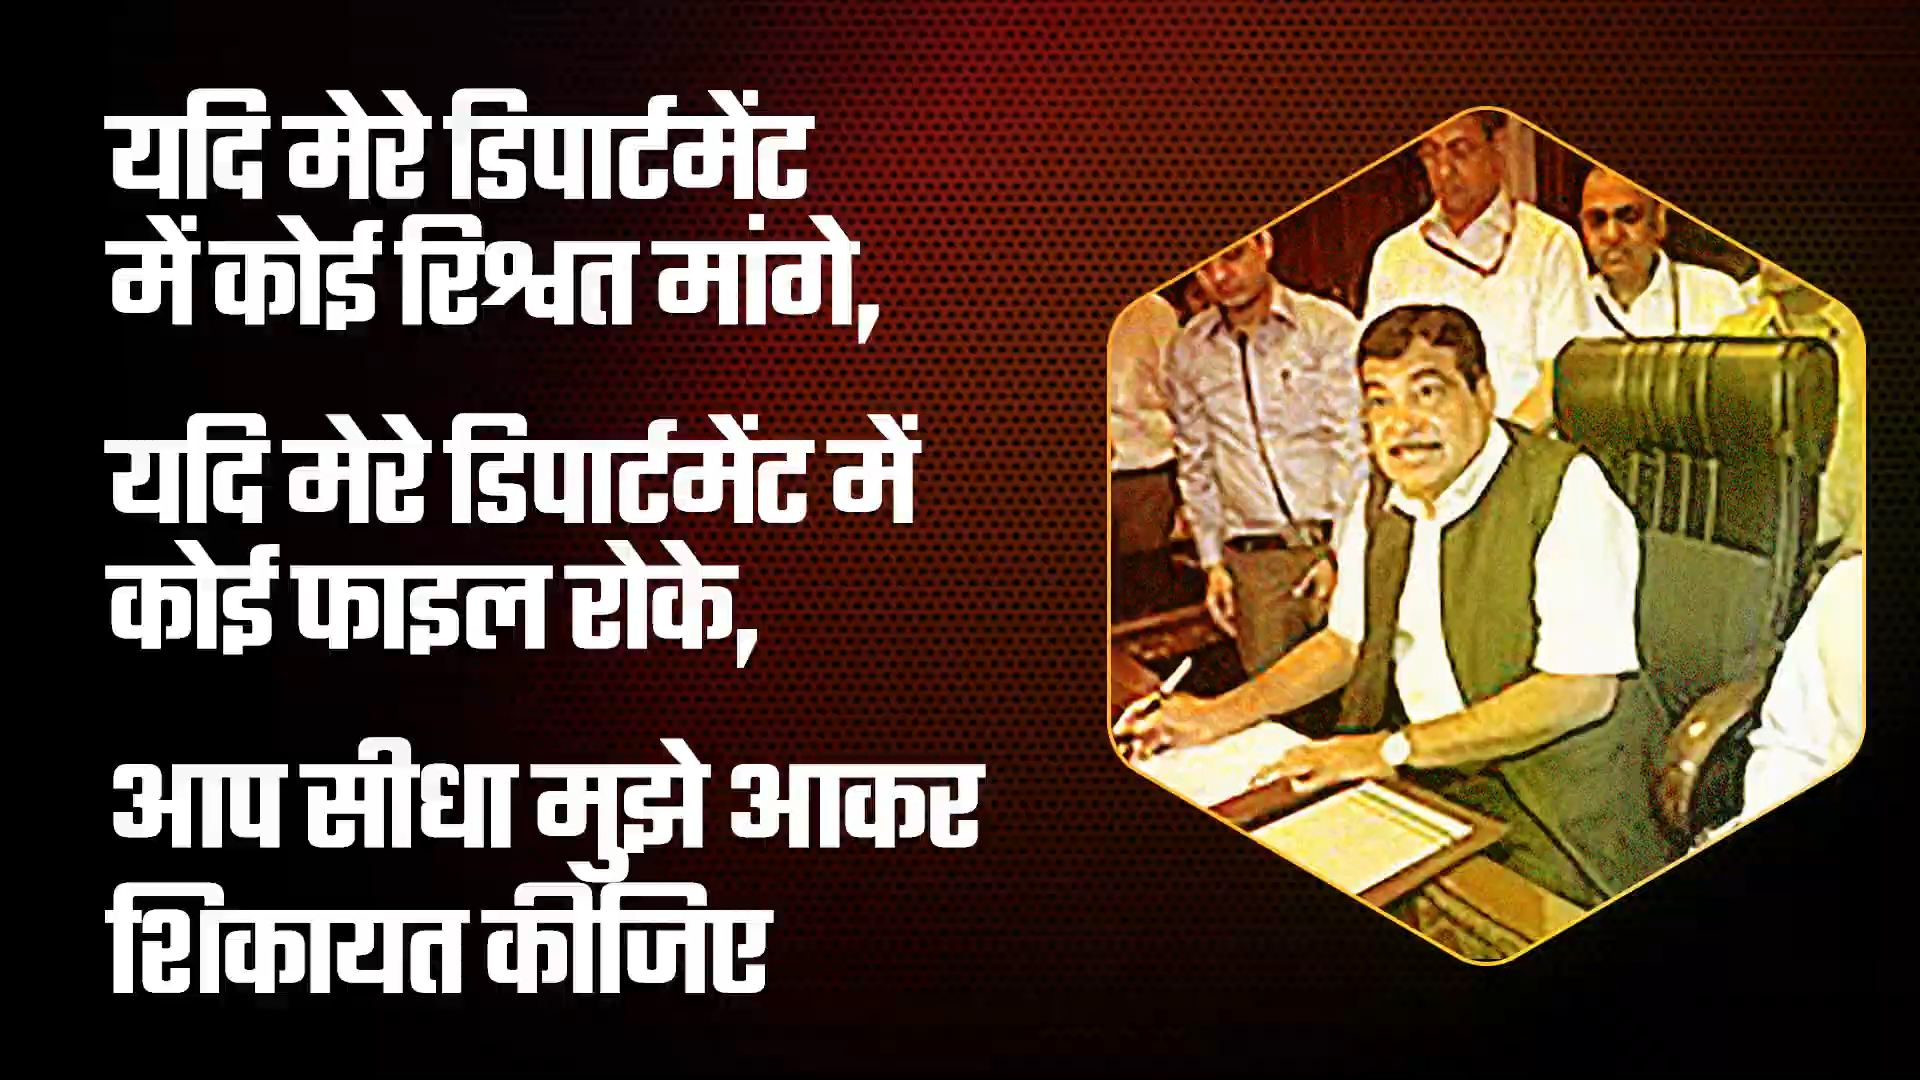 यदि मेरे डिपार्टमेंट
में कोई रिश्वत मांगे,
यदि मेरे डिपार्टमेंट में
कोई फाइल रोके,
आप सीधा मुझे आकर
शिकायत कीजिए